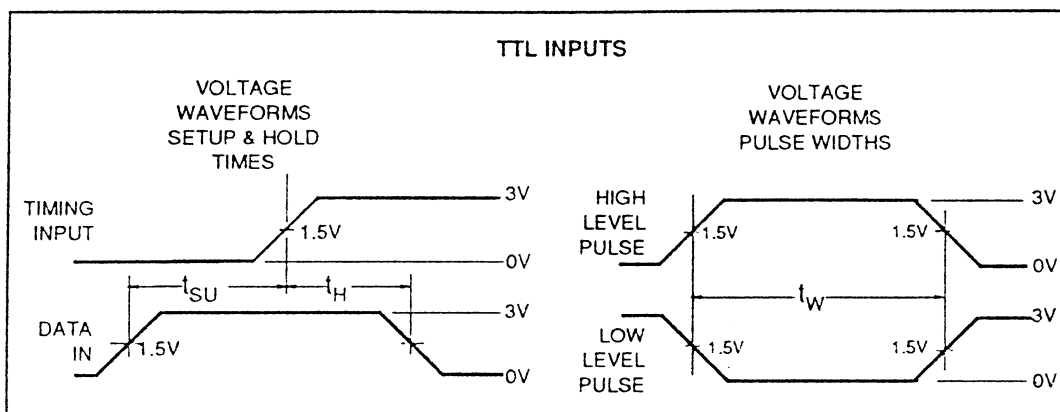 TTL INPUTS
VOLTAGE
WAVEFORMS
SETUP & HOLD
TIMES
TIMING
INPUT
3V
1.5V
0V
tSU
tH
DATA
IN
3V
1.5V
0V
VOLTAGE
WAVEFORMS
PULSE WIDTHS
HIGH
LEVEL
PULSE
3V
1.5V
1.5V
0V
tW
LOW
LEVEL
PULSE
3V
1.5V
1.5V
0V